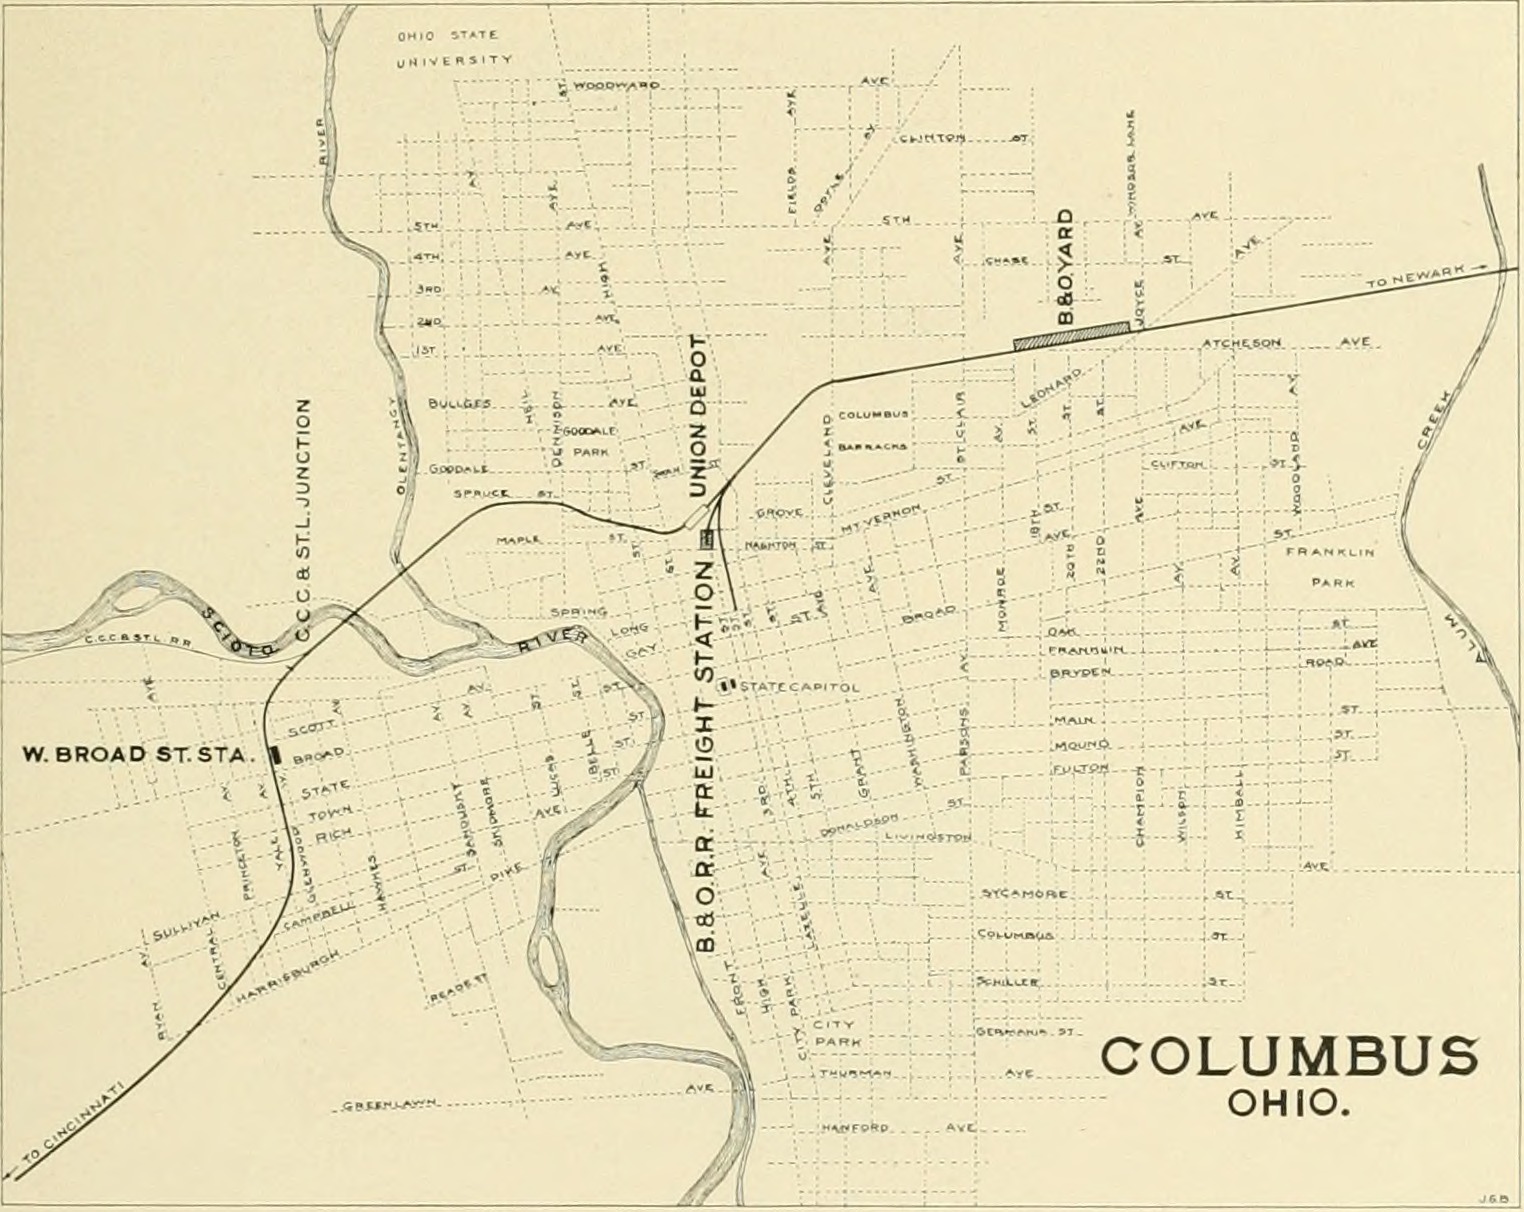 OHIO STATE
UNIVERSITY
ST.
WOODWARD
AVE
AVE
CLINTON ST.
AV.
RIVER
AV.
AVE
FIELDS
WINDSOR LANE
AV.
5TH AVE
5TH AVE
4TH AVE
AVE
AVE
CHASE ST.
AVE
3RD AV.
HIGH
2ND AVE.
1ST AVE
B.&O. YARD
JOYCE
TO NEWARK
ATCHESON AVE
UNION DEPOT
C.C.C. & ST. L. JUNCTION
OLENTANGY
BULLGES AVE.
NEIL
DENNISON
GOODALE
PARK
GOODALE ST.
ST.
SPRUCE ST.
MAPLE ST.
ST.
ST.
COLUMBUS
BARRACKS
CLEVELAND
ST. CLAIR
AV.
LEONARD
ST.
ST.
ST.
AVE
AV.
CLIFTON ST.
WOODLAND
CREEK
GROVE
MT. VERNON
ST.
NAGHTON ST.
18TH ST.
AVE
20TH
22ND
AVE
ST.
AV.
AV.
FRANKLIN
PARK
SPRING
LONG
GAY
ST.
ST.
ST.
ST.
AVE.
BROAD
MONROE
SCIOTO
RIVER
C.C.C.&ST.L. RR
OAK ST.
FRANKLIN AVE
BRYDEN ROAD
PLUM
B.&O.R.R. FREIGHT STATION
STATE CAPITOL
AVE
SCOTT AV.
AV.
AV.
AV.
ST.
ST.
ST.
ST.
ST.
ST.
W. BROAD ST. STA.
BROAD
STATE
TOWN
RICH
BELLE
LUCAS
AVE.
SANDUSKY
SKIDMORE
ST.
PIKE
AV.
AV.
AV.
PRINCETON
YALE
GLENWOOD
HAWKES
SULLIVAN
CAMPBELL
CENTRAL
HARRISBURGH
AV.
RYAN
READE ST
MAIN ST.
MOUND ST.
FULTON ST.
AV.
PARSONS
WASHINGTON
GRANT
5TH
4TH
3RD
ST.
DONALDSON
LIVINGSTON
AVE
CHAMPION
WILSON
KIMBALL
AVE
LAZELLE
SYCAMORE ST.
COLUMBUS ST.
SCHILLER ST.
GERMANIA ST.
FRONT
HIGH
CITY PARK
CITY
PARK
THURMAN AVE
HANFORD AVE
GREENLAWN AVE
TO CINCINNATI
COLUMBUS
OHIO.
J.G.B